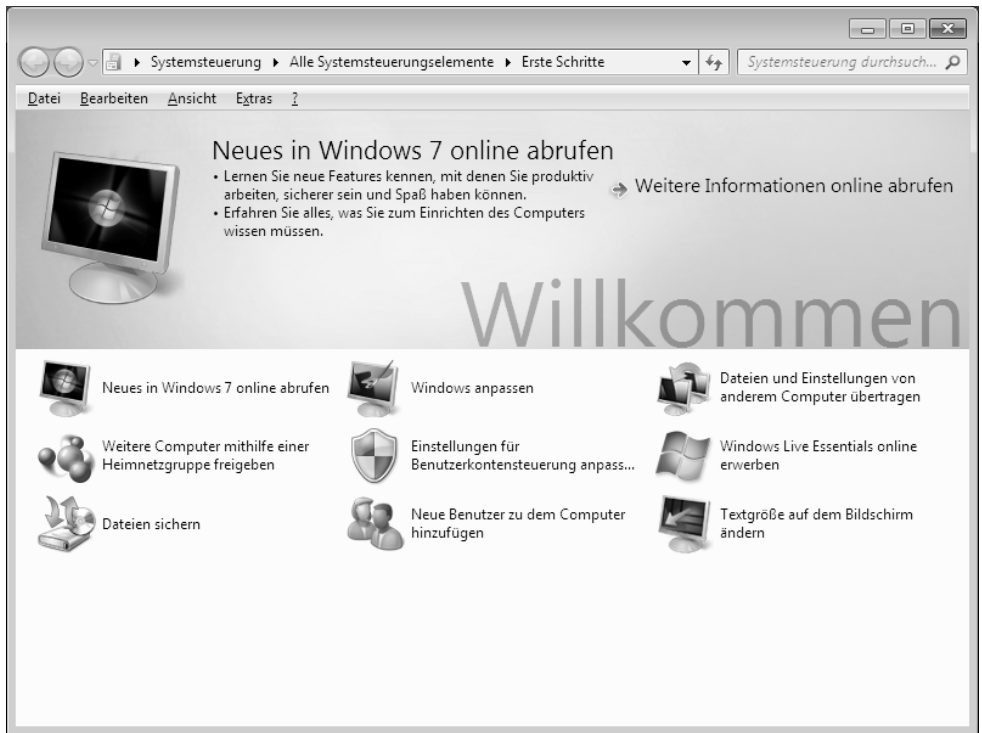 Systemsteuerung ▸ Alle Systemsteuerungselemente ▸ Erste Schritte
Systemsteuerung durchsuch...
Datei Bearbeiten Ansicht Extras ?
Neues in Windows 7 online abrufen
• Lernen Sie neue Features kennen, mit denen Sie produktiv
arbeiten, sicherer sein und Spaß haben können.
• Erfahren Sie alles, was Sie zum Einrichten des Computers
wissen müssen.
Weitere Informationen online abrufen
Willkommen
Neues in Windows 7 online abrufen
Windows anpassen
Dateien und Einstellungen von
anderem Computer übertragen
Weitere Computer mithilfe einer
Heimnetzgruppe freigeben
Einstellungen für
Benutzerkontensteuerung anpass...
Windows Live Essentials online
erwerben
Dateien sichern
Neue Benutzer zu dem Computer
hinzufügen
Textgröße auf dem Bildschirm
ändern